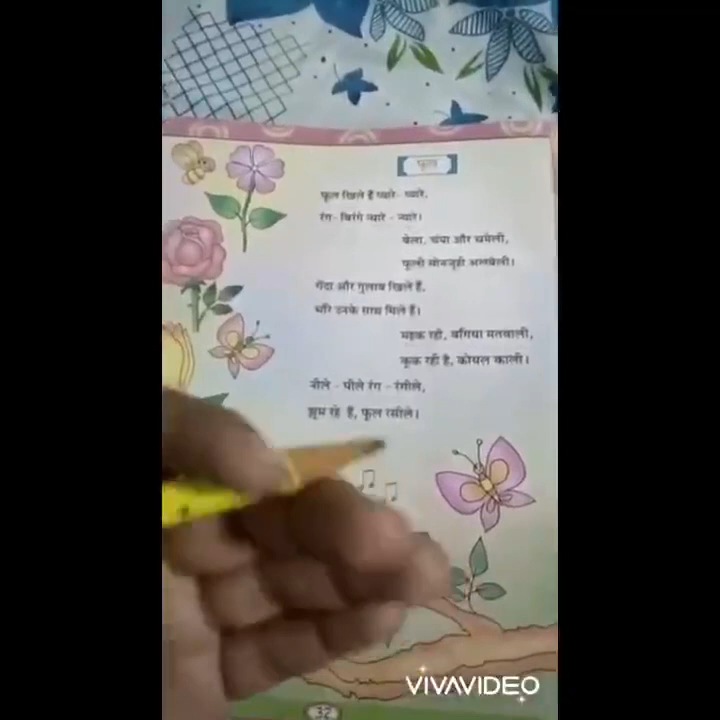 फूल
फूल खिले हैं प्यारे- प्यारे,
रंग- बिरंगे न्यारे - न्यारे।
बेला, चंपा और चमेली,
फूली सोनजुही अलबेली।
गेंदा और गुलाब खिले हैं,
भौंरे उनके साथ मिले हैं।
महक रही, बगिया मतवाली,
कूक रही है, कोयल काली।
नीले - पीले रंग - रंगीले,
झूम रहे हैं, फूल रसीले।
32
VIVAVIDEO